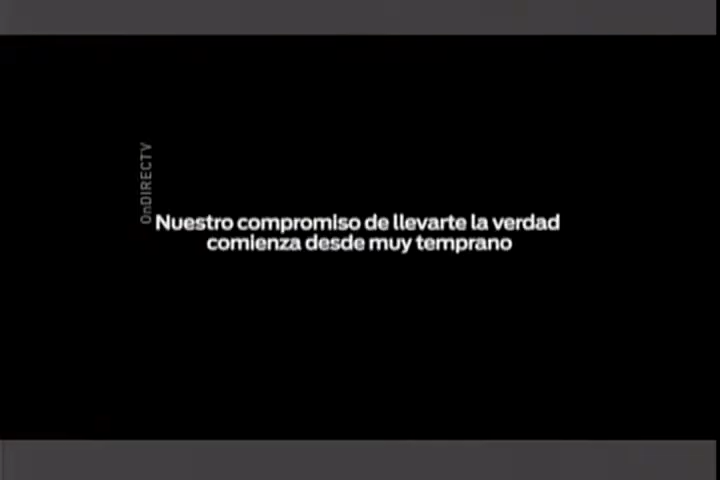 OnDIRECTV
Nuestro compromiso de llevarte la verdad
comienza desde muy temprano